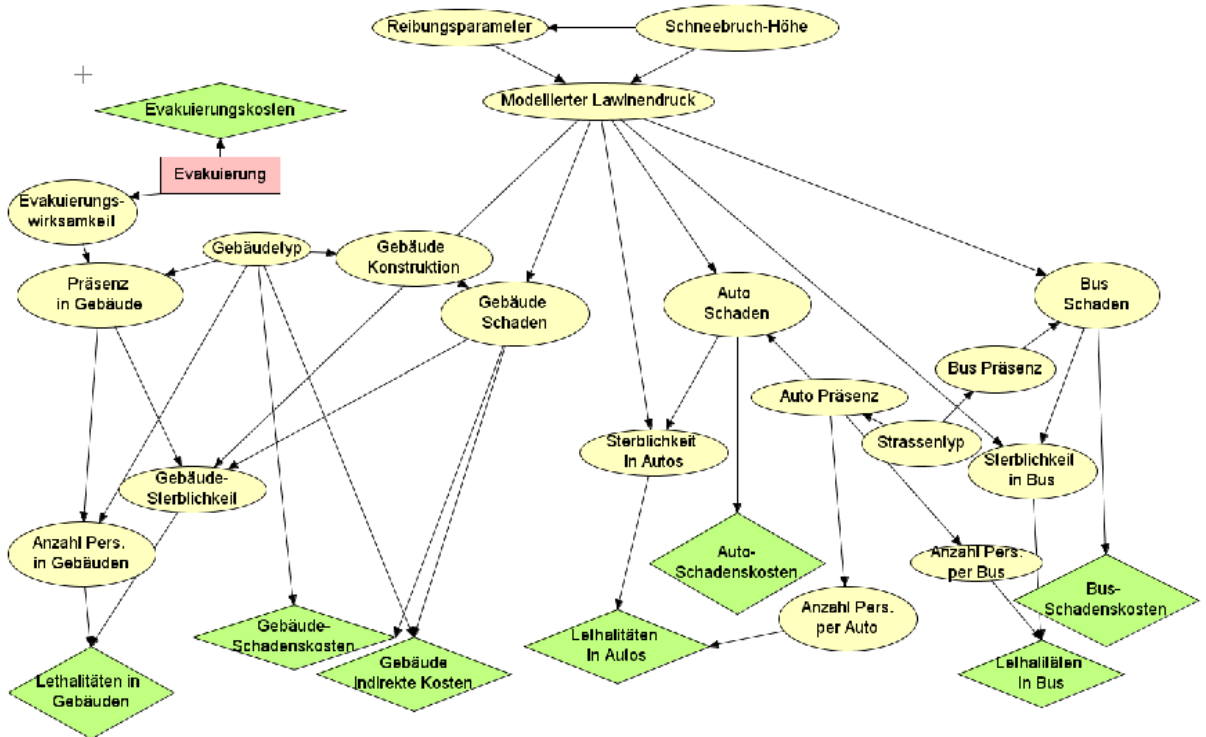 Reibungsparameter
Schneebruch-Höhe
Modellierter Lawinendruck
Evakuierungskosten
Evakuierung
Evakuierungs-
wirksamkeit
Gebäudetyp
Gebäude
Konstruktion
Präsenz
in Gebäude
Gebäude
Schaden
Auto
Schaden
Bus
Schaden
Bus Präsenz
Auto Präsenz
Strassentyp
Sterblichkeit
in Autos
Sterblichkeit
in Bus
Gebäude-
Sterblichkeit
Anzahl Pers.
in Gebäuden
Auto-
Schadenskosten
Anzahl Pers.
per Bus
Bus-
Schadenskosten
Anzahl Pers.
per Auto
Gebäude-
Schadenskosten
Gebäude
Indirekte Kosten
Lethalitäten
in Autos
Lethalitäten
in Bus
Lethalitäten in
Gebäuden